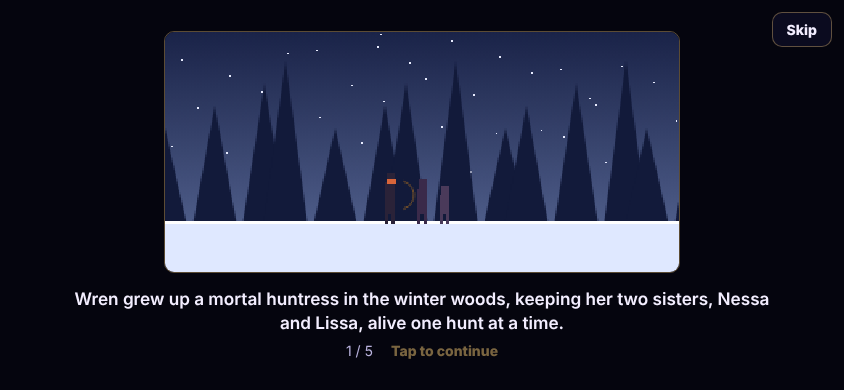 Skip
Wren grew up a mortal huntress in the winter woods, keeping her two sisters, Nessa
and Lissa, alive one hunt at a time.
1 / 5 Tap to continue